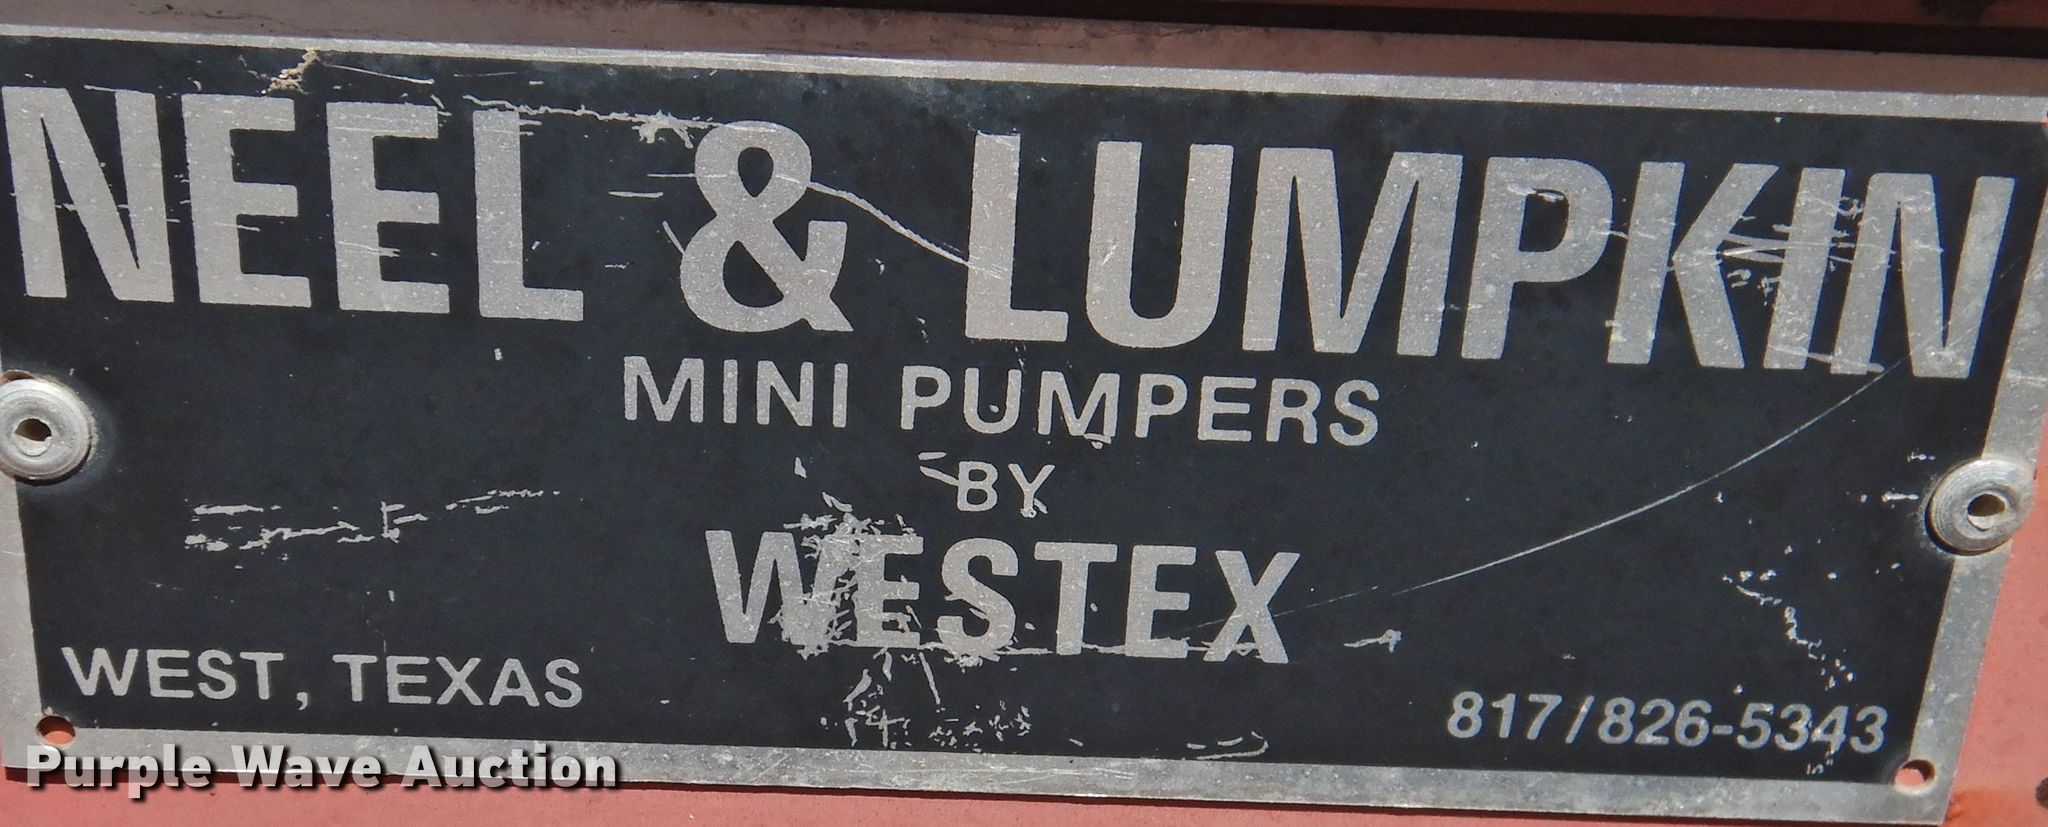 NEEL & LUMPKIN
MINI PUMPERS
BY
WESTEX
WEST, TEXAS
817/826-5343
Purple Wave Auction